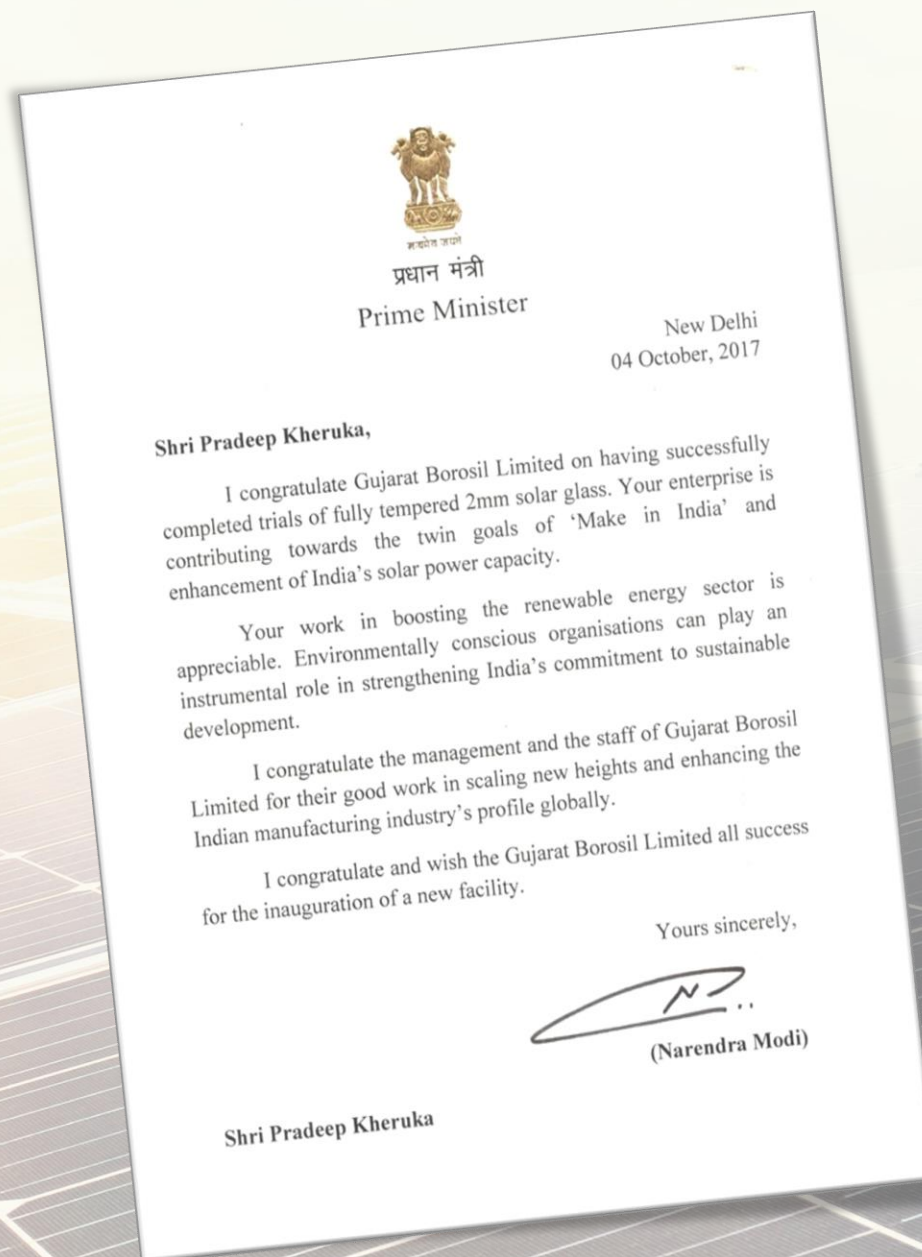 सत्यमेव जयते
प्रधान मंत्री
Prime Minister
New Delhi
04 October, 2017
Shri Pradeep Kheruka,
I congratulate Gujarat Borosil Limited on having successfully
completed trials of fully tempered 2mm solar glass. Your enterprise is
contributing towards the twin goals of ‘Make in India’ and
enhancement of India’s solar power capacity.
Your work in boosting the renewable energy sector is
appreciable. Environmentally conscious organisations can play an
instrumental role in strengthening India’s commitment to sustainable
development.
I congratulate the management and the staff of Gujarat Borosil
Limited for their good work in scaling new heights and enhancing the
Indian manufacturing industry’s profile globally.
I congratulate and wish the Gujarat Borosil Limited all success
for the inauguration of a new facility.
Yours sincerely,
(Narendra Modi)
Shri Pradeep Kheruka